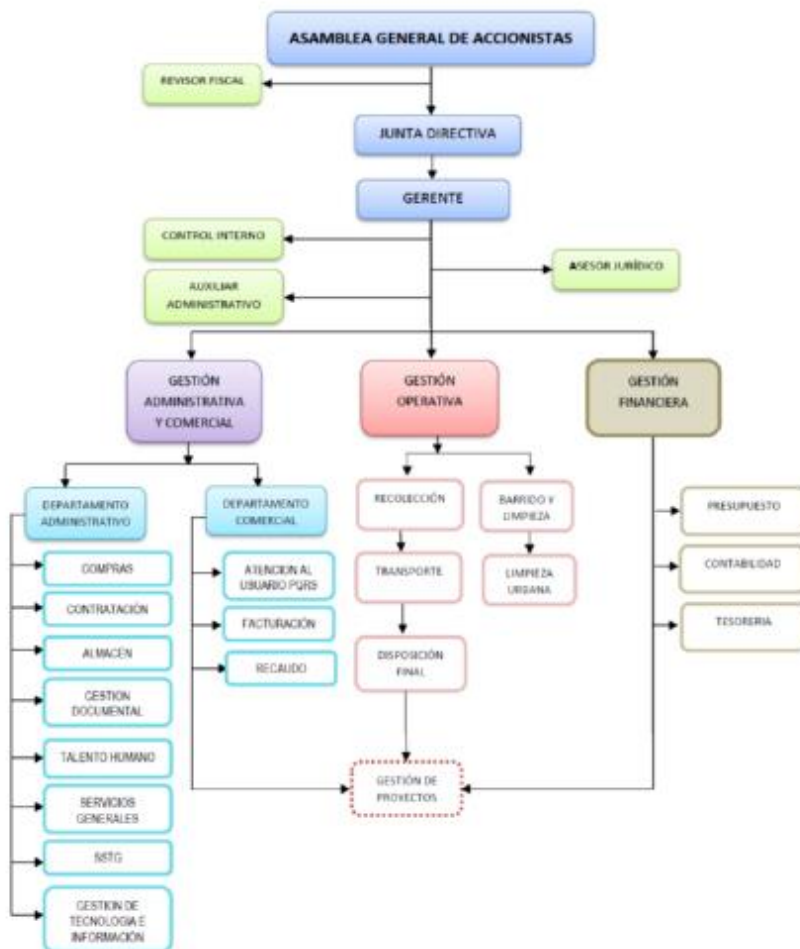 ASAMBLEA GENERAL DE ACCIONISTAS
REVISOR FISCAL
JUNTA DIRECTIVA
GERENTE
CONTROL INTERNO
ASESOR JURÍDICO
AUXILIAR
ADMINISTRATIVO
GESTIÓN
ADMINISTRATIVA
Y COMERCIAL
GESTIÓN
OPERATIVA
GESTIÓN
FINANCIERA
DEPARTAMENTO
ADMINISTRATIVO
DEPARTAMENTO
COMERCIAL
RECOLECCIÓN
BARRIDO Y
LIMPIEZA
PRESUPUESTO
COMPRAS
ATENCION AL
USUARIO PQRS
TRANSPORTE
LIMPIEZA
URBANA
CONTABILIDAD
CONTRATACIÓN
FACTURACIÓN
TESORERIA
ALMACÉN
RECAUDO
DISPOSICIÓN
FINAL
GESTION
DOCUMENTAL
TALENTO HUMANO
GESTIÓN DE
PROYECTOS
SERVICIOS
GENERALES
SSTG
GESTION DE
TECNOLOGIA E
INFORMACIÓN